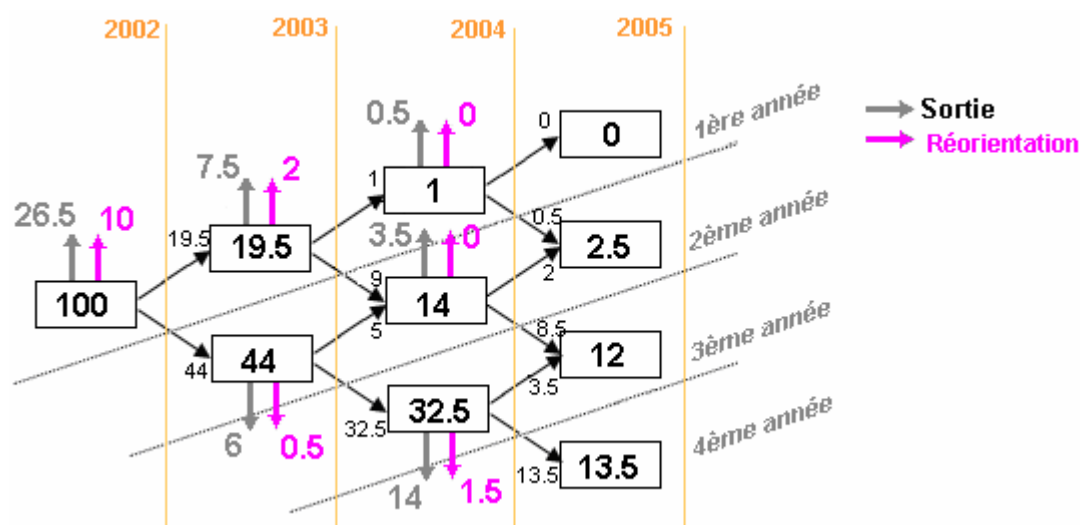 2002 2003 2004 2005
0.5 0 0 0 1ère année Sortie
Réorientation
7.5 2 1 1
26.5 10 19.5 19.5 3.5 0 0.5 2.5 2ème année
100 9 14 2
44 44 5 8.5 12 3ème année
6 0.5 32.5 32.5 3.5
14 1.5 13.5 13.5 4ème année